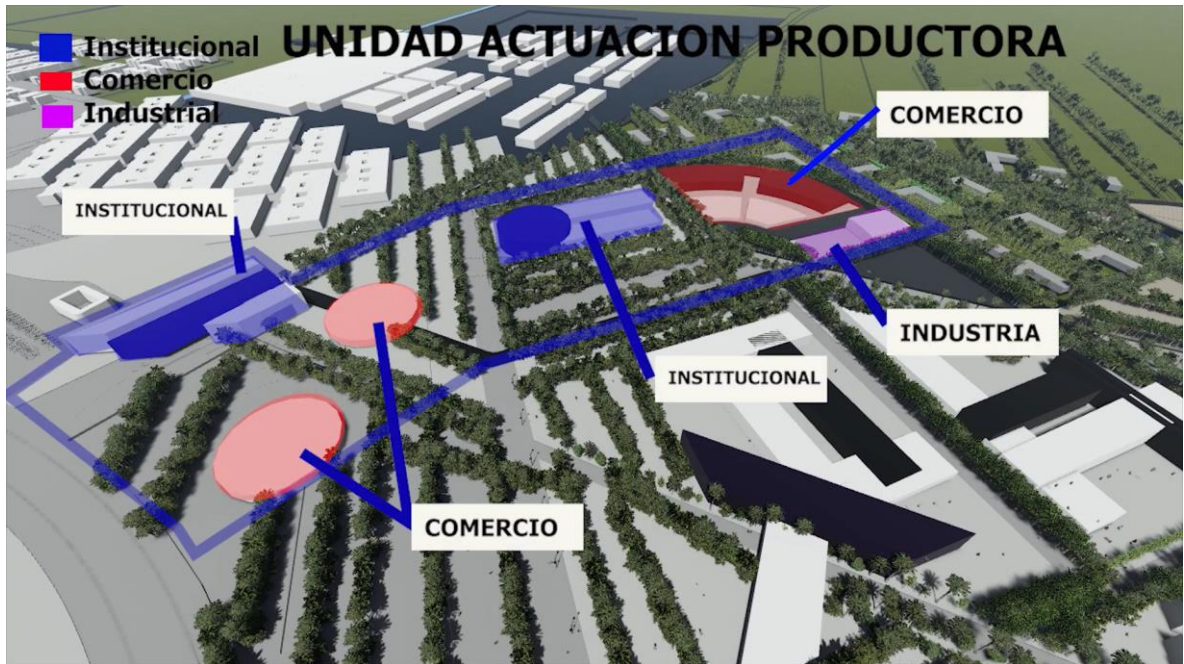 UNIDAD ACTUACION PRODUCTORA
Institucional
Comercio
Industrial
COMERCIO
INSTITUCIONAL
INDUSTRIA
INSTITUCIONAL
COMERCIO